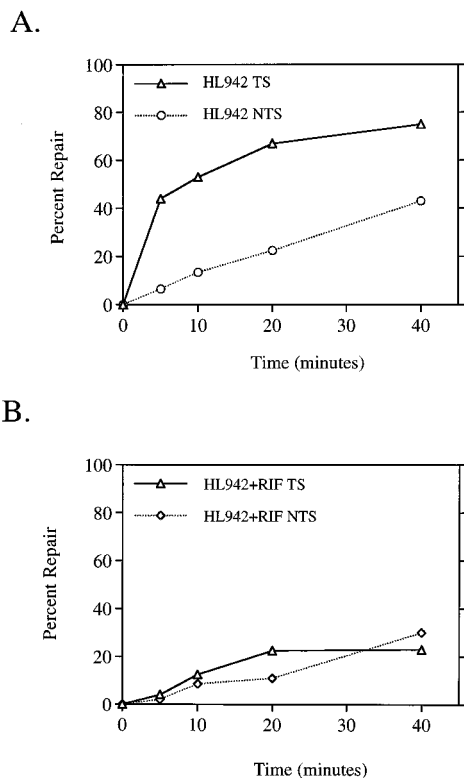 A.
100
80
60
40
20
0
Percent Repair
HL942 TS
HL942 NTS
0 10 20 30 40
Time (minutes)
B.
100
80
60
40
20
0
Percent Repair
HL942+RIF TS
HL942+RIF NTS
0 10 20 30 40
Time (minutes)